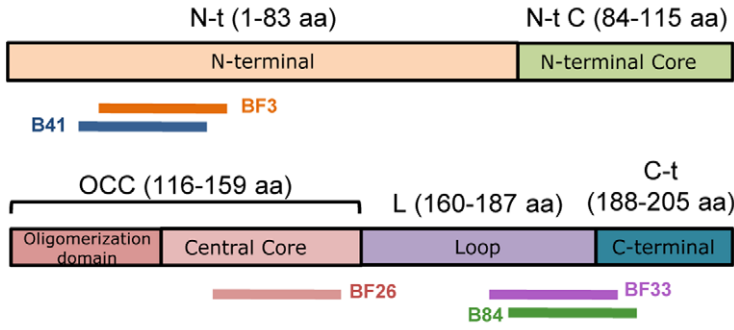 N-t (1-83 aa) N-t C (84-115 aa)
N-terminal N-terminal Core
BF3
B41
OCC (116-159 aa) L (160-187 aa) C-t
(188-205 aa)
Oligomerization
domain Central Core Loop C-terminal
BF26 BF33
B84